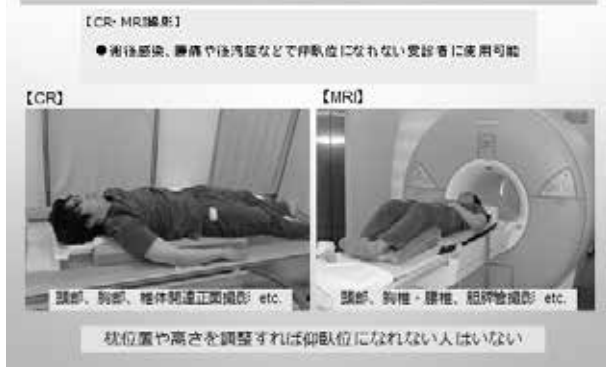 【CR・MRI撮影】
●術後感染、腰痛や後湾症などで仰臥位になれない受診者に使用可能
【CR】
【MRI】
頭部、胸部、椎体関連正面撮影 etc.
頭部、胸椎・腰椎、胆膵管撮影 etc.
枕位置や高さを調整すれば仰臥位になれない人はいない